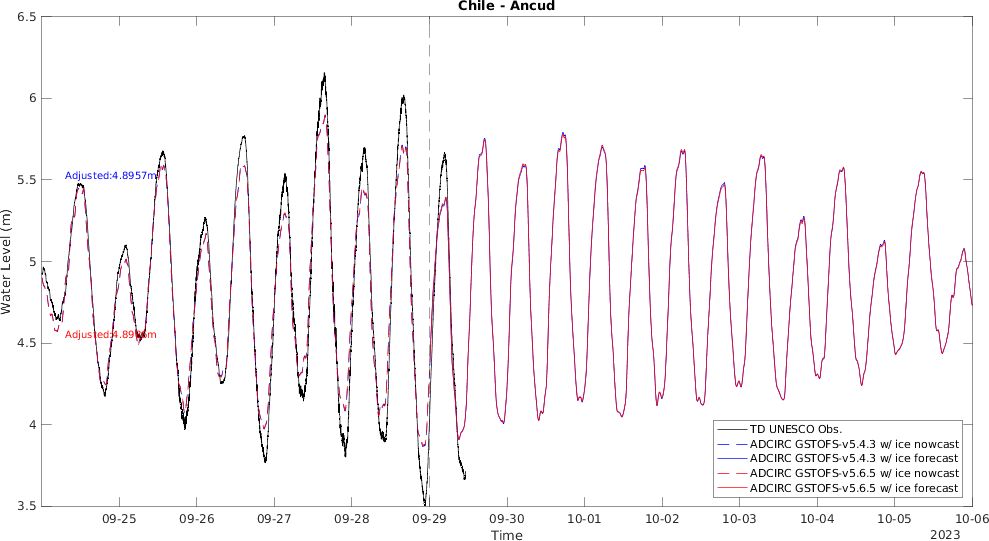 Chile - Ancud
Water Level (m)
6.5
6
5.5
5
4.5
4
3.5
Adjusted:4.8957m
TD UNESCO Obs.
ADCIRC GSTOFS-v5.4.3 w/ ice nowcast
ADCIRC GSTOFS-v5.4.3 w/ ice forecast
ADCIRC GSTOFS-v5.6.5 w/ ice nowcast
ADCIRC GSTOFS-v5.6.5 w/ ice forecast
09-25 09-26 09-27 09-28 09-29 09-30 10-01 10-02 10-03 10-04 10-05 10-06
Time
2023